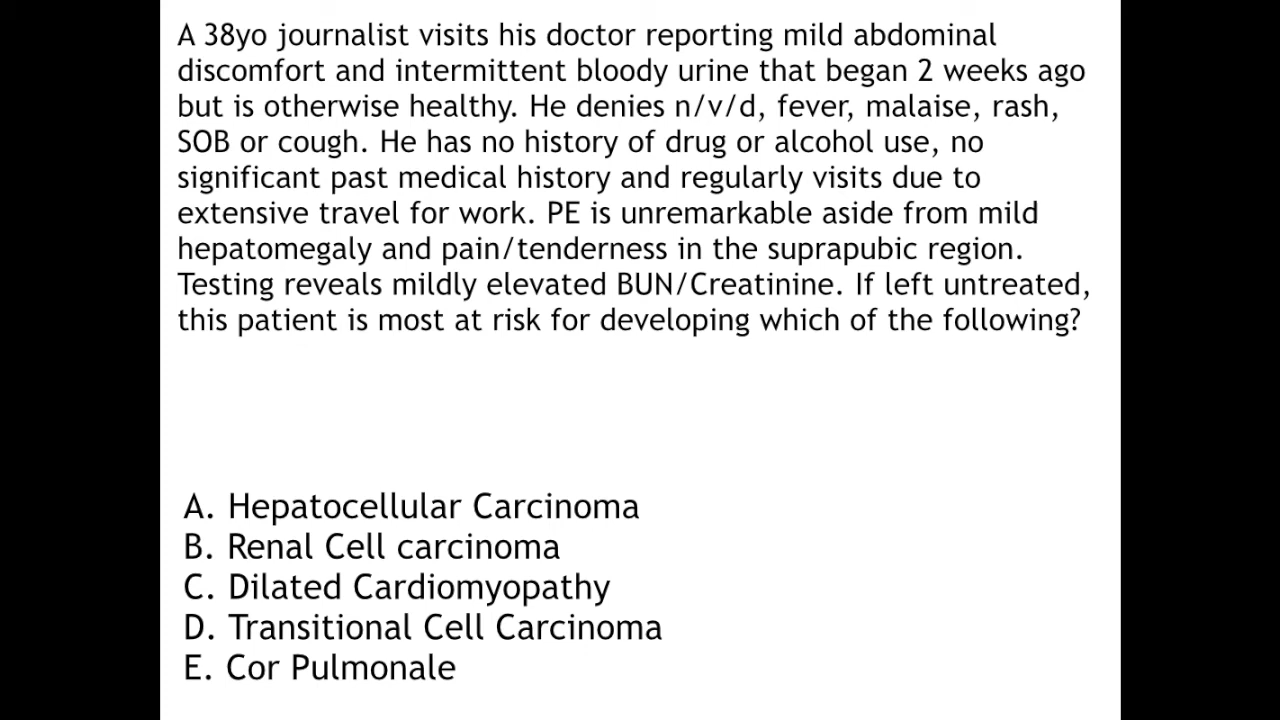 A 38yo journalist visits his doctor reporting mild abdominal
discomfort and intermittent bloody urine that began 2 weeks ago
but is otherwise healthy. He denies n/v/d, fever, malaise, rash,
SOB or cough. He has no history of drug or alcohol use, no
significant past medical history and regularly visits due to
extensive travel for work. PE is unremarkable aside from mild
hepatomegaly and pain/tenderness in the suprapubic region.
Testing reveals mildly elevated BUN/Creatinine. If left untreated,
this patient is most at risk for developing which of the following?
A. Hepatocellular Carcinoma
B. Renal Cell carcinoma
C. Dilated Cardiomyopathy
D. Transitional Cell Carcinoma
E. Cor Pulmonale